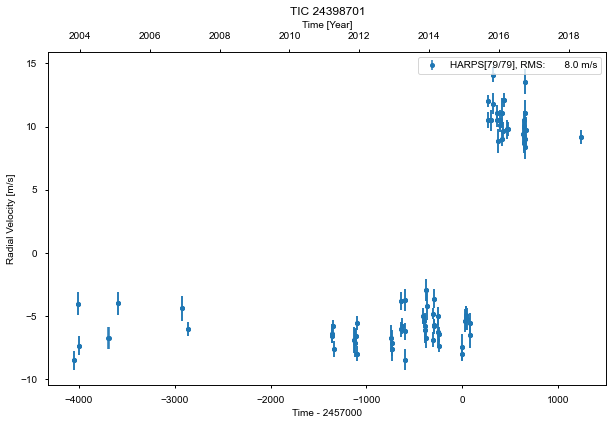 TIC 24398701
Time [Year]
2004 2006 2008 2010 2012 2014 2016 2018
HARPS[79/79], RMS: 8.0 m/s
15
10
5
0
−5
−10
Radial Velocity [m/s]
−4000 −3000 −2000 −1000 0 1000
Time - 2457000